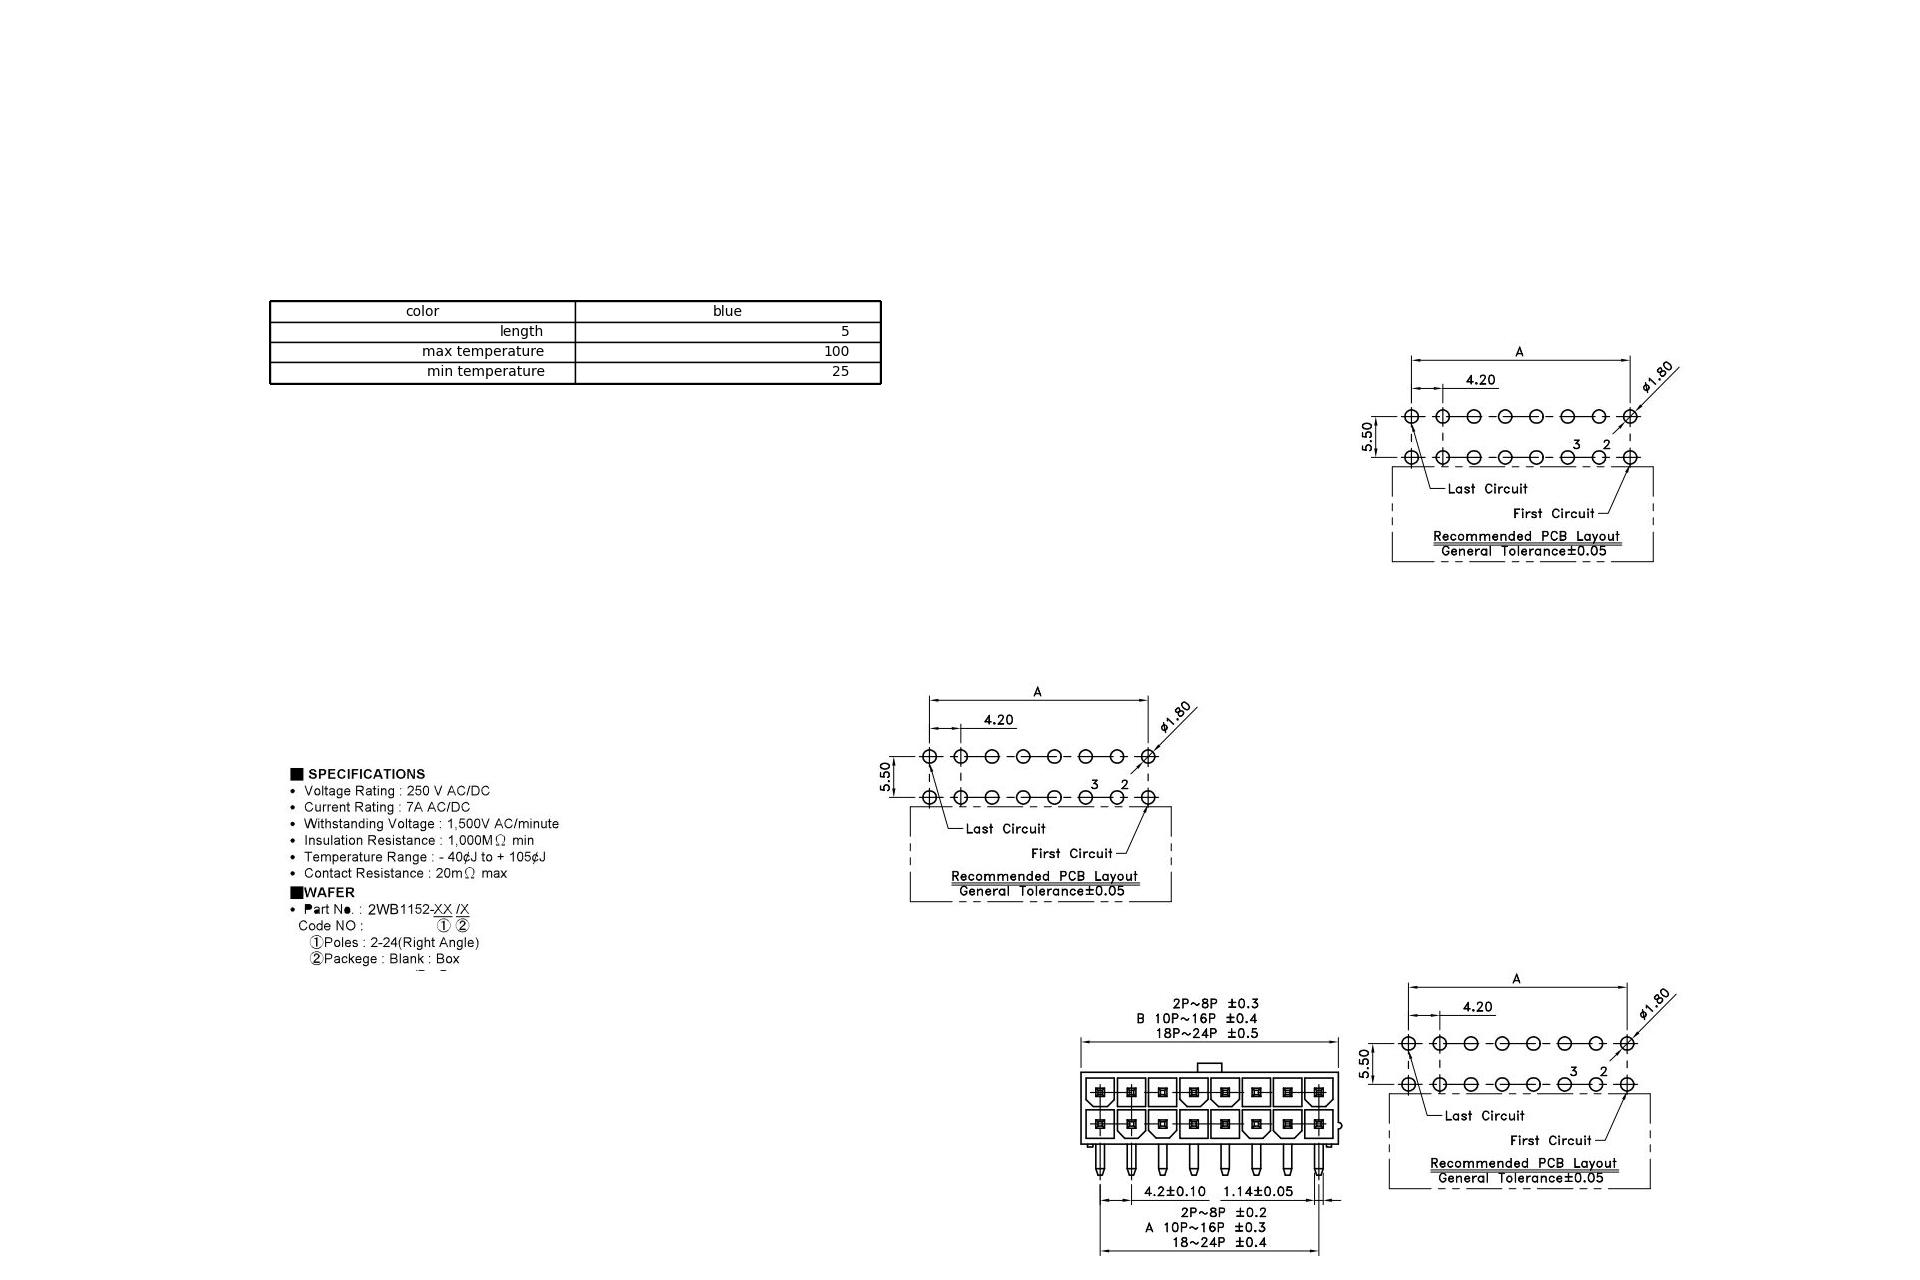 color blue
length 5
max temperature 100
min temperature 25
A
4.20
ø1.80
5.50
3 2
Last Circuit
First Circuit
Recommended PCB Layout
General Tolerance±0.05
A
4.20
ø1.80
5.50
3 2
Last Circuit
First Circuit
Recommended PCB Layout
General Tolerance±0.05
■ SPECIFICATIONS
• Voltage Rating : 250 V AC/DC
• Current Rating : 7A AC/DC
• Withstanding Voltage : 1,500V AC/minute
• Insulation Resistance : 1,000MΩ min
• Temperature Range : - 40¢J to + 105¢J
• Contact Resistance : 20mΩ max
■WAFER
• Part No. : 2WB1152-XX /X
Code NO : ① ②
①Poles : 2-24(Right Angle)
②Packege : Blank : Box
2P~8P ±0.3
B 10P~16P ±0.4
18P~24P ±0.5
4.2±0.10 1.14±0.05
2P~8P ±0.2
A 10P~16P ±0.3
18~24P ±0.4
A
4.20
ø1.80
5.50
3 2
Last Circuit
First Circuit
Recommended PCB Layout
General Tolerance±0.05